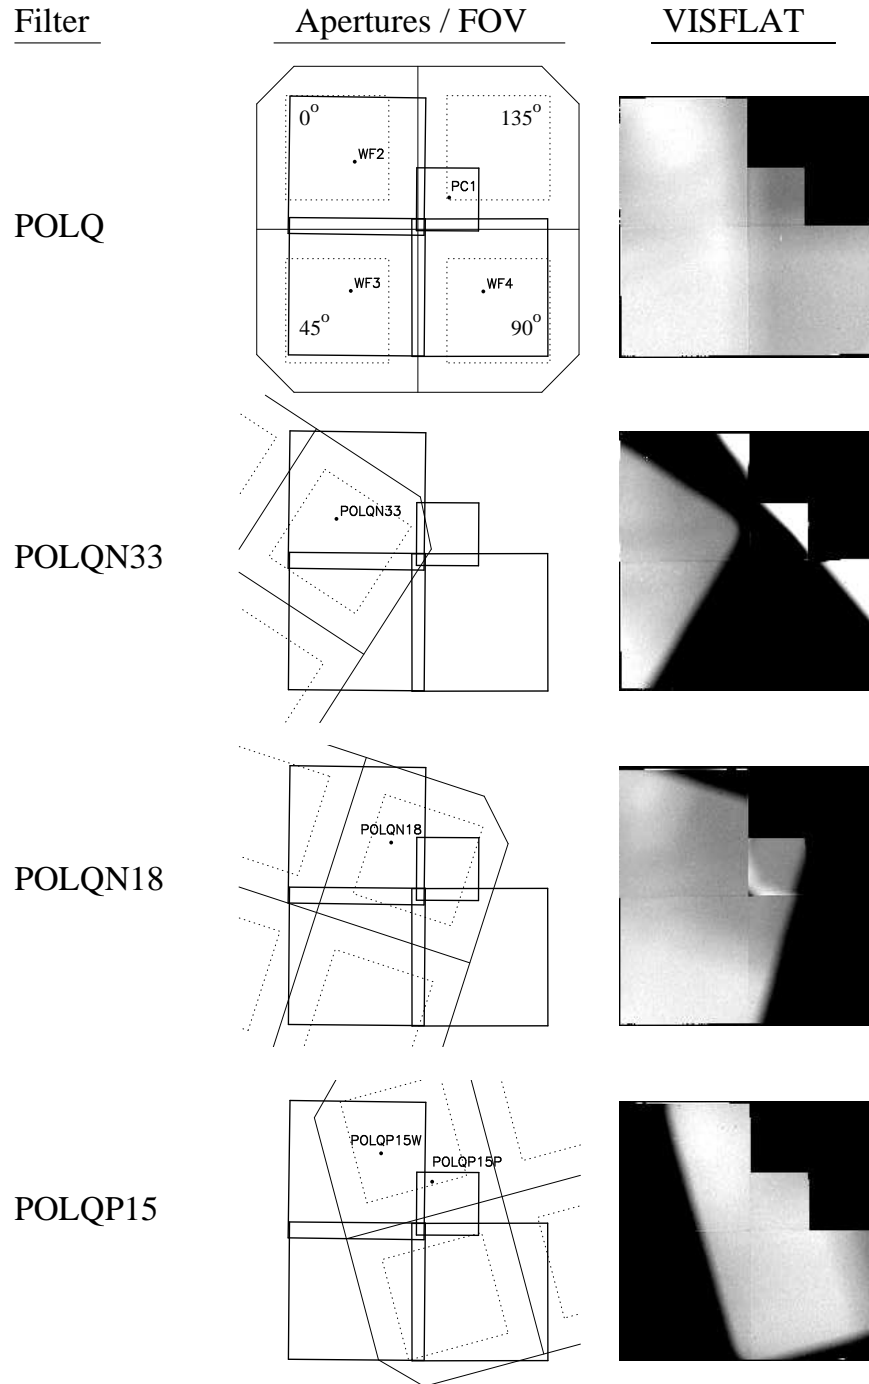 Filter Apertures / FOV VISFLAT
0° 135°
WF2
PC1
POLQ
WF3 WF4
45° 90°
POLQN33
POLQN33
POLQN18
POLQN18
POLQP15W
POLQP15P
POLQP15